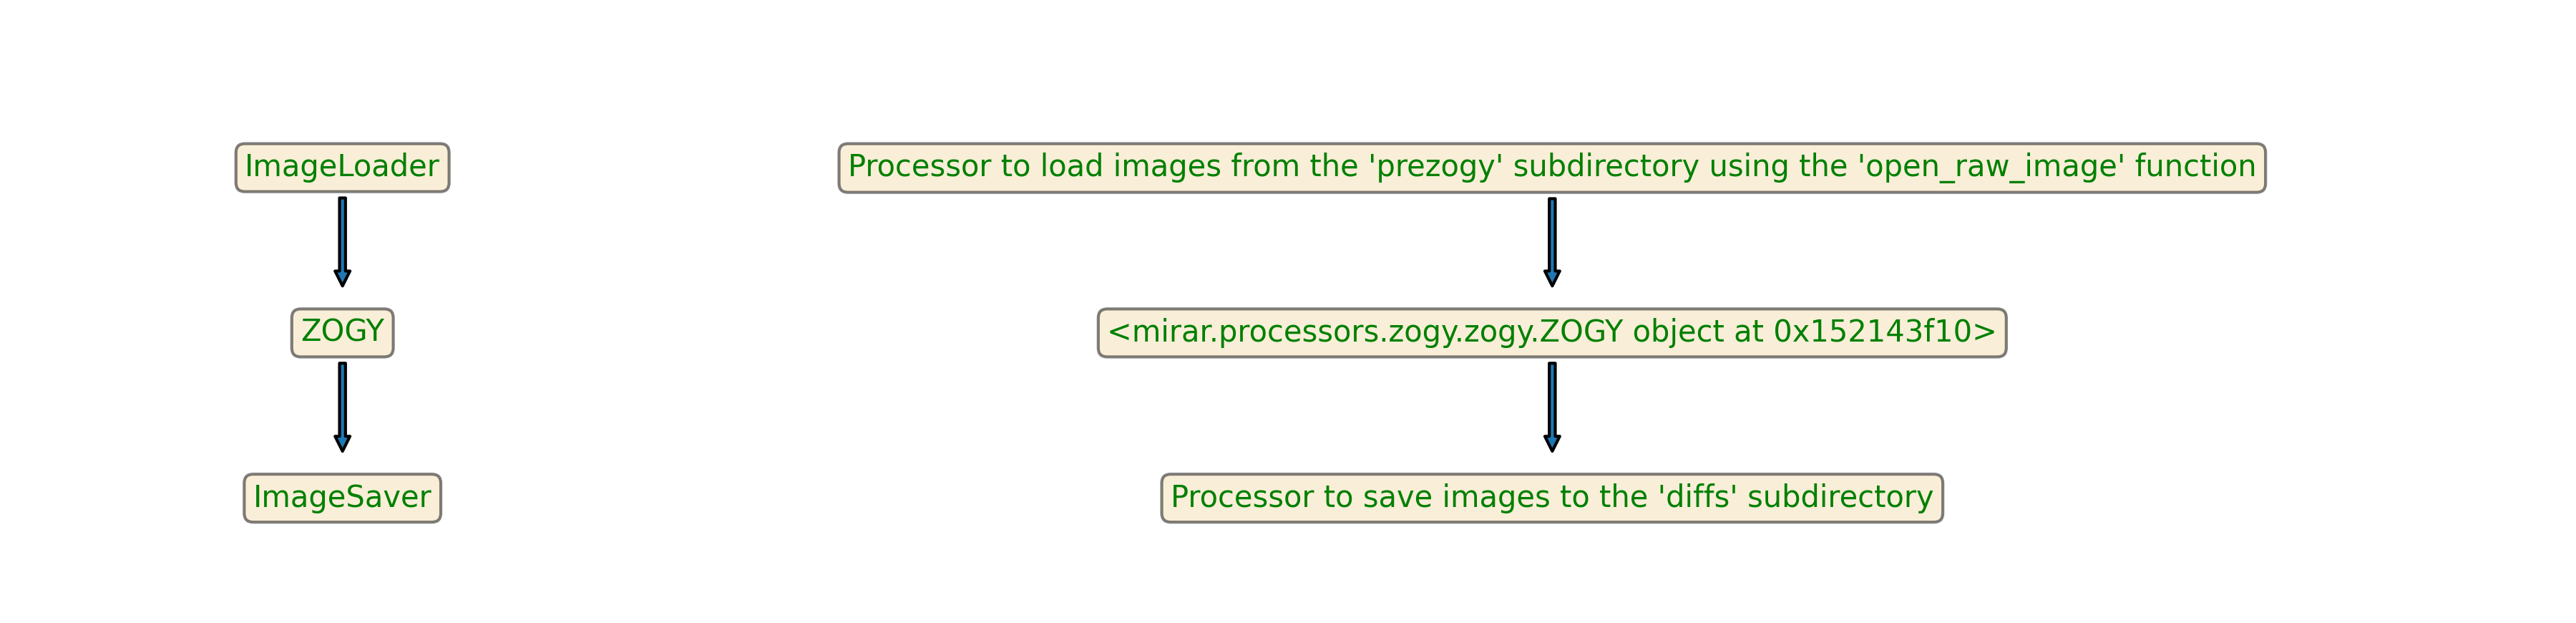 ImageLoader
Processor to load images from the 'prezogy' subdirectory using the 'open_raw_image' function
ZOGY
<mirar.processors.zogy.zogy.ZOGY object at 0x152143f10>
ImageSaver
Processor to save images to the 'diffs' subdirectory